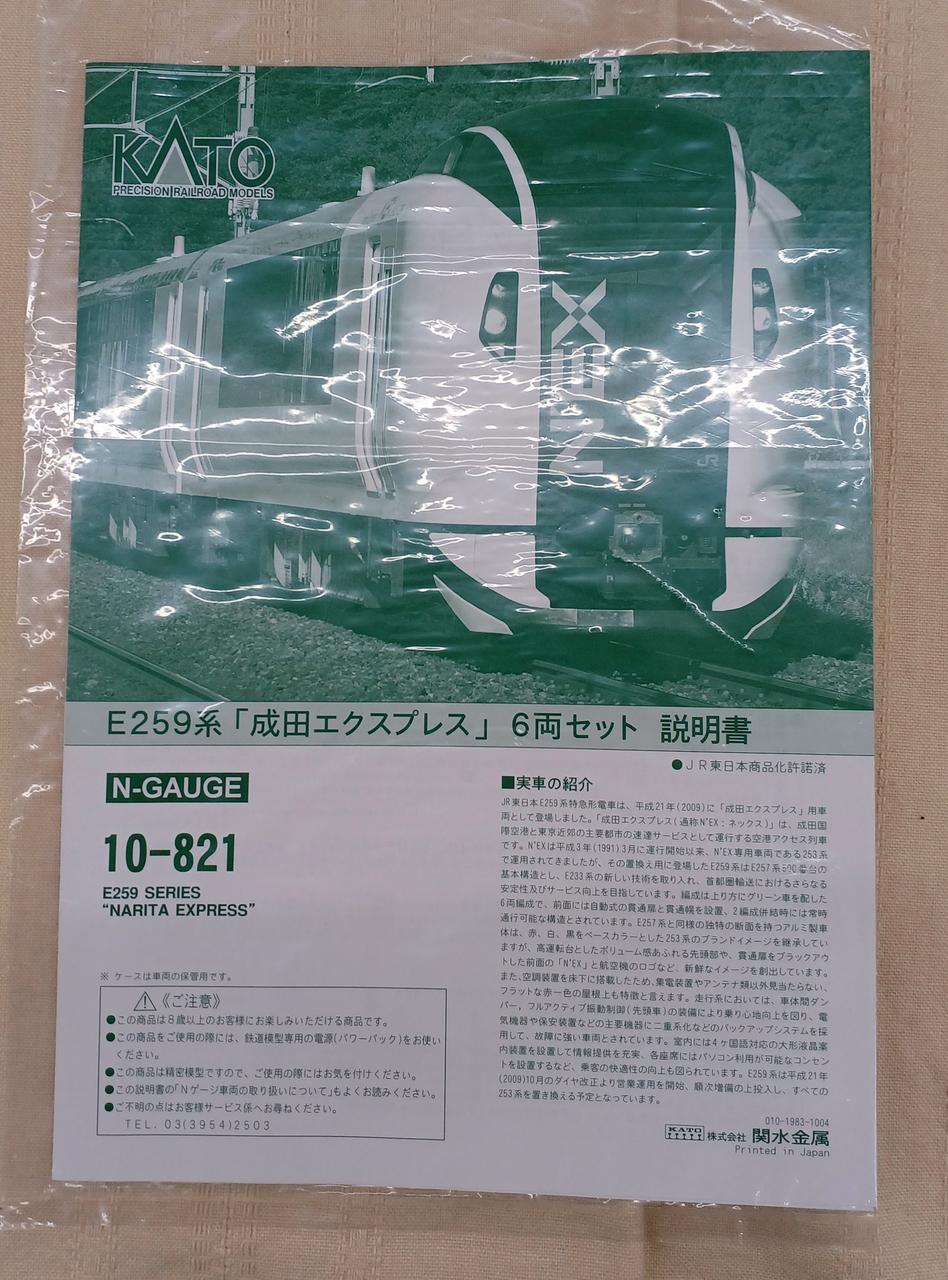 KATO
PRECISION RAILROAD MODELS
N'EX
JR
E259系「成田エクスプレス」 6両セット 説明書
●JR東日本商品化許諾済
N-GAUGE
10-821
E259 SERIES
“NARITA EXPRESS”
※ ケースは車両の保管用です。
⚠《ご注意》
●この商品は8歳以上のお客様にお楽しみいただける商品です。
●この商品をご使用の際には、鉄道模型専用の電源(パワーパック)をお使い
ください。
●この商品は精密模型ですので、ご使用の際にはお気を付けください。
●この説明書の「Nゲージ車両の取り扱いについて」もよくお読みください。
●ご不明の点はお客様サービス係へお尋ねください。
TEL. 03(3954)2503
■実車の紹介
JR東日本E259系特急形電車は、平成21年(2009)に「成田エクスプレス」用車
両として登場しました。「成田エクスプレス(通称N'EX：ネックス)」は、成田国
際空港と東京近郊の主要都市の速達サービスとして運行する空港アクセス列車
です。N'EXは平成3年(1991)3月に運行開始以来、N'EX専用車両である253系
で運用されてきましたが、その置換え用に登場したE259系はE257系500番台の
基本構造とし、E233系の新しい技術を取り入れ、首都圏輸送におけるさらなる
安定性及びサービス向上を目指しています。編成は上り方にグリーン車を配した
6両編成で、前面には自動式の貫通扉と貫通幌を設置、2編成併結時には常時
通行可能な構造とされています。E257系と同様の独特の断面を持つアルミ製車
体は、赤、白、黒をベースカラーとした253系のブランドイメージを継承してい
ますが、高運転台としたボリューム感あふれる先頭部や、貫通扉をブラックアウ
トした前面の「N'EX」と航空機のロゴなど、新鮮なイメージを創出しています。
また、空調装置を床下に搭載したため、集電装置やアンテナ類以外見当たらない、
フラットな赤一色の屋根上も特徴と言えます。走行系においては、車体間ダン
パー，フルアクティブ振動制御(先頭車)の装備により乗り心地向上を図り、電
気機器や保安装置などの主要機器に二重系化などのバックアップシステムを採
用して、故障に強い車両とされています。室内には4ヶ国語対応の大形液晶案
内装置を設置して情報提供を充実、各座席にはパソコン利用が可能なコンセン
トを設置するなど、乗客の快適性の向上も図られています。E259系は平成21年
(2009)10月のダイヤ改正より営業運用を開始、順次増備の上投入し、すべての
253系を置き換える予定となっています。
010-1983-1004
KATO 株式会社 関水金属
Printed in Japan